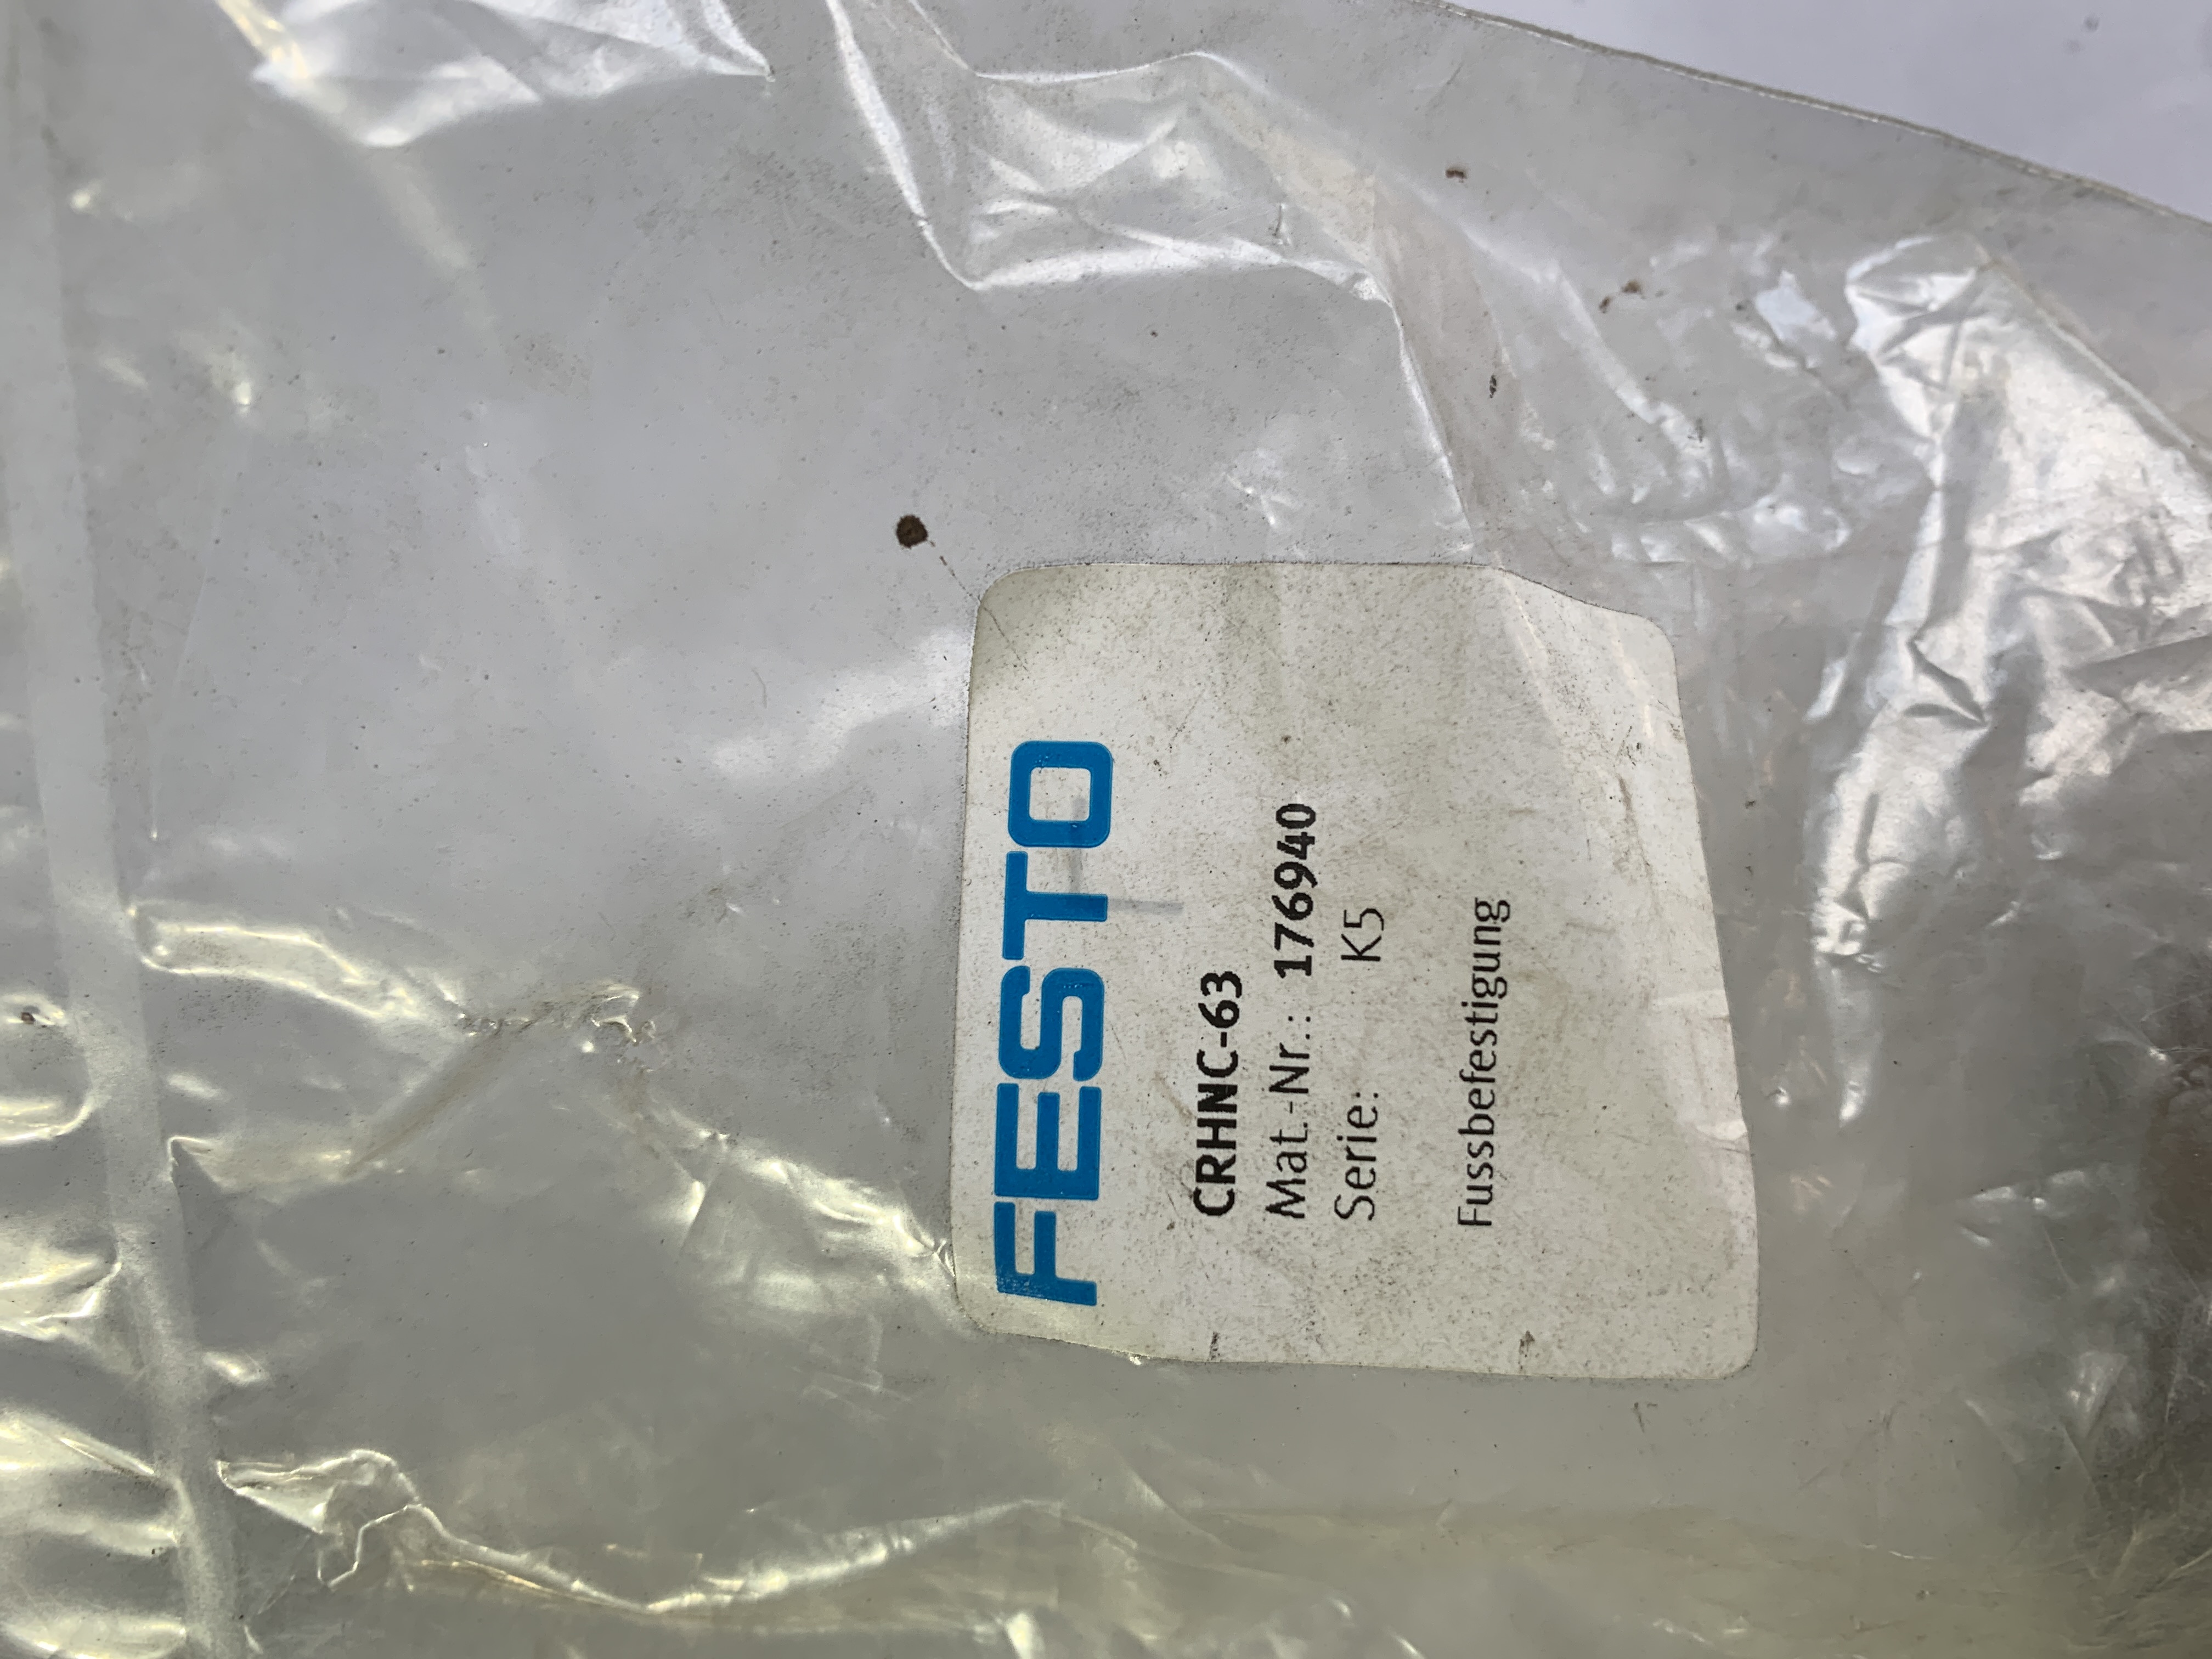 FESTO
CRHNC-63
Mat.-Nr.: 176940
Serie: K5
Fussbefestigung